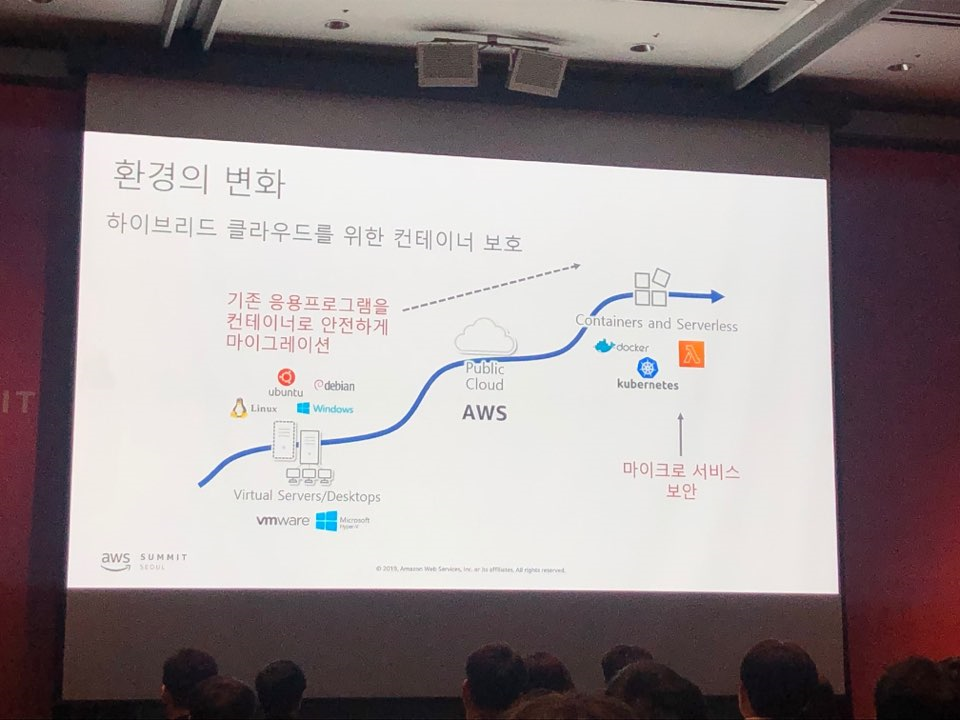 환경의 변화
하이브리드 클라우드를 위한 컨테이너 보호
기존 응용프로그램을
컨테이너로 안전하게
마이그레이션
Containers and Serverless
docker
kubernetes
Public
Cloud
AWS
ubuntu
debian
Linux
Windows
Virtual Servers/Desktops
vmware
Microsoft
Hyper-V
마이크로 서비스
보안
aws SUMMIT
SEOUL
© 2019, Amazon Web Services, Inc. or its affiliates. All rights reserved.
IT